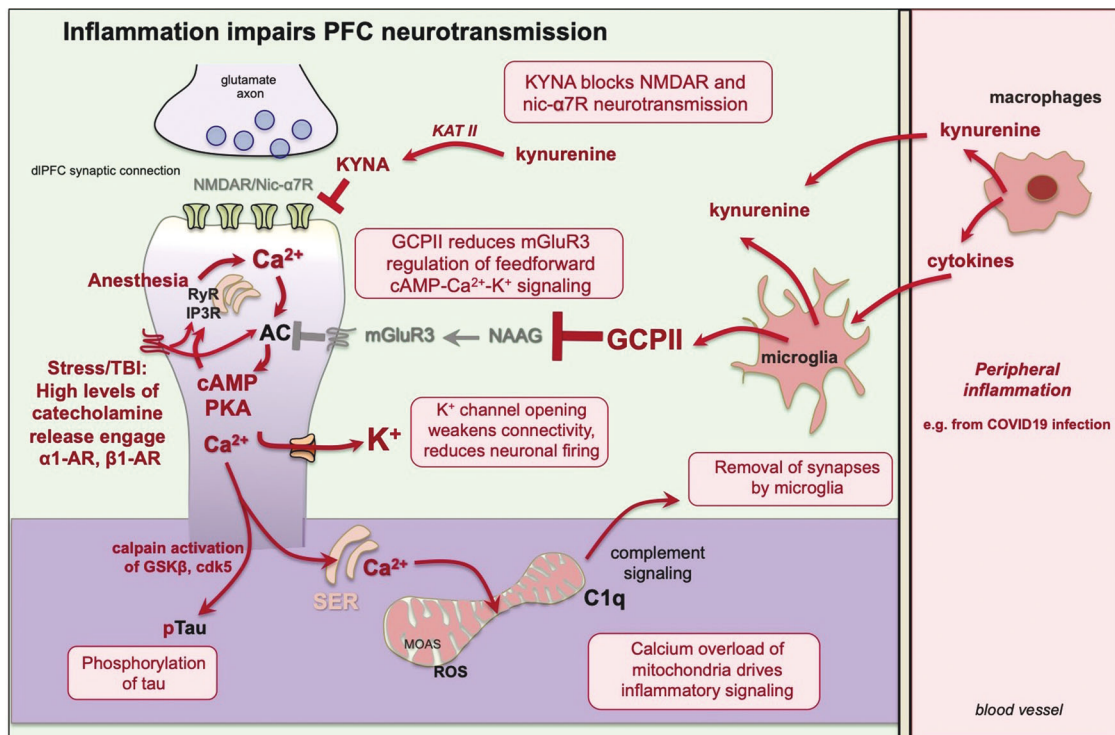 Inflammation impairs PFC neurotransmission
glutamate
axon
dlPFC synaptic connection
NMDAR/Nic-α7R
KYNA
KAT II
kynurenine
KYNA blocks NMDAR and
nic-α7R neurotransmission
macrophages
kynurenine
kynurenine
cytokines
GCPII reduces mGluR3
regulation of feedforward
cAMP-Ca²⁺-K⁺ signaling
Anesthesia
Ca²⁺
RyR
IP3R
AC
mGluR3
NAAG
GCPII
microglia
Stress/TBI:
High levels of
catecholamine
release engage
α1-AR, β1-AR
cAMP
PKA
Ca²⁺
K⁺
K⁺ channel opening
weakens connectivity,
reduces neuronal firing
Peripheral
inflammation
e.g. from COVID19 infection
Removal of synapses
by microglia
calpain activation
of GSKβ, cdk5
SER
Ca²⁺
complement
signaling
C1q
pTau
MOAS
ROS
Phosphorylation
of tau
Calcium overload of
mitochondria drives
inflammatory signaling
blood vessel